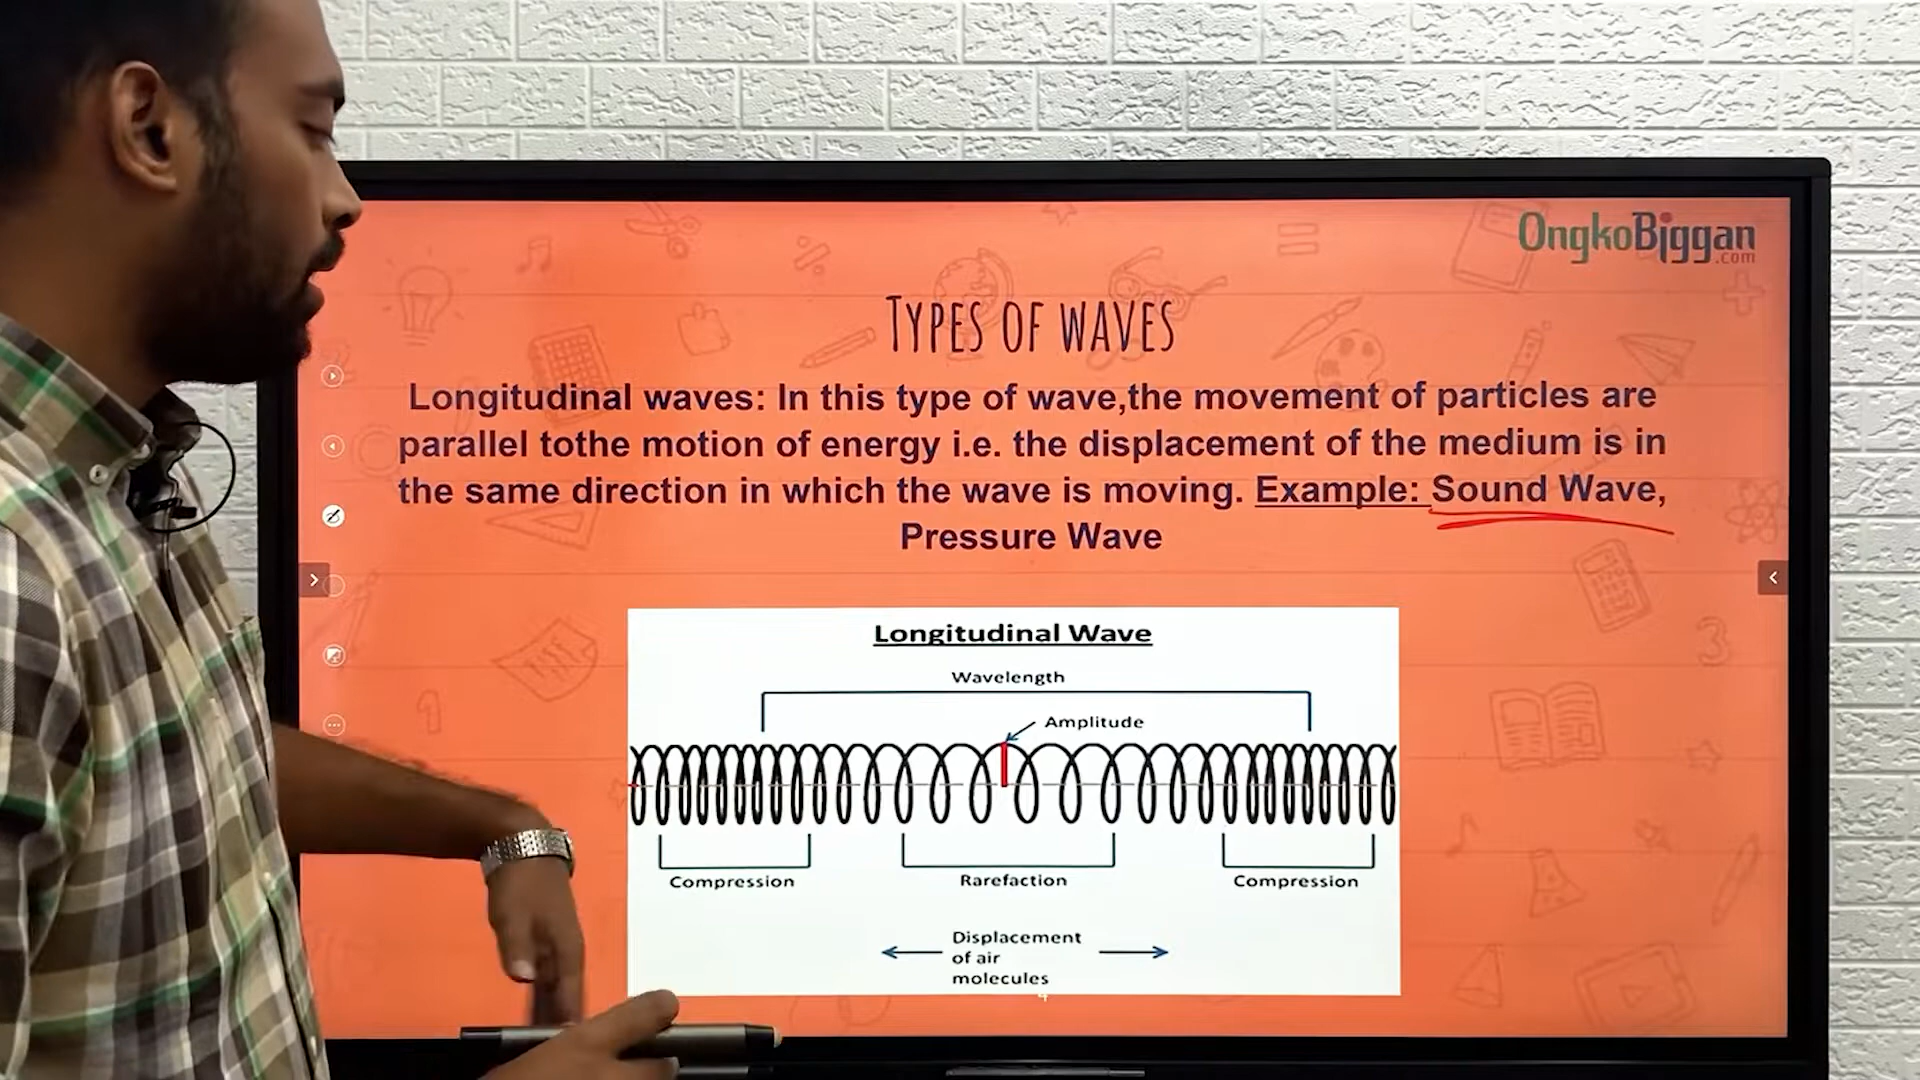 OngkoBiggan
.com
TYPES OF WAVES
Longitudinal waves: In this type of wave,the movement of particles are
parallel tothe motion of energy i.e. the displacement of the medium is in
the same direction in which the wave is moving. Example: Sound Wave,
Pressure Wave
Longitudinal Wave
Wavelength
Amplitude
Compression Rarefaction Compression
Displacement
of air
molecules
4